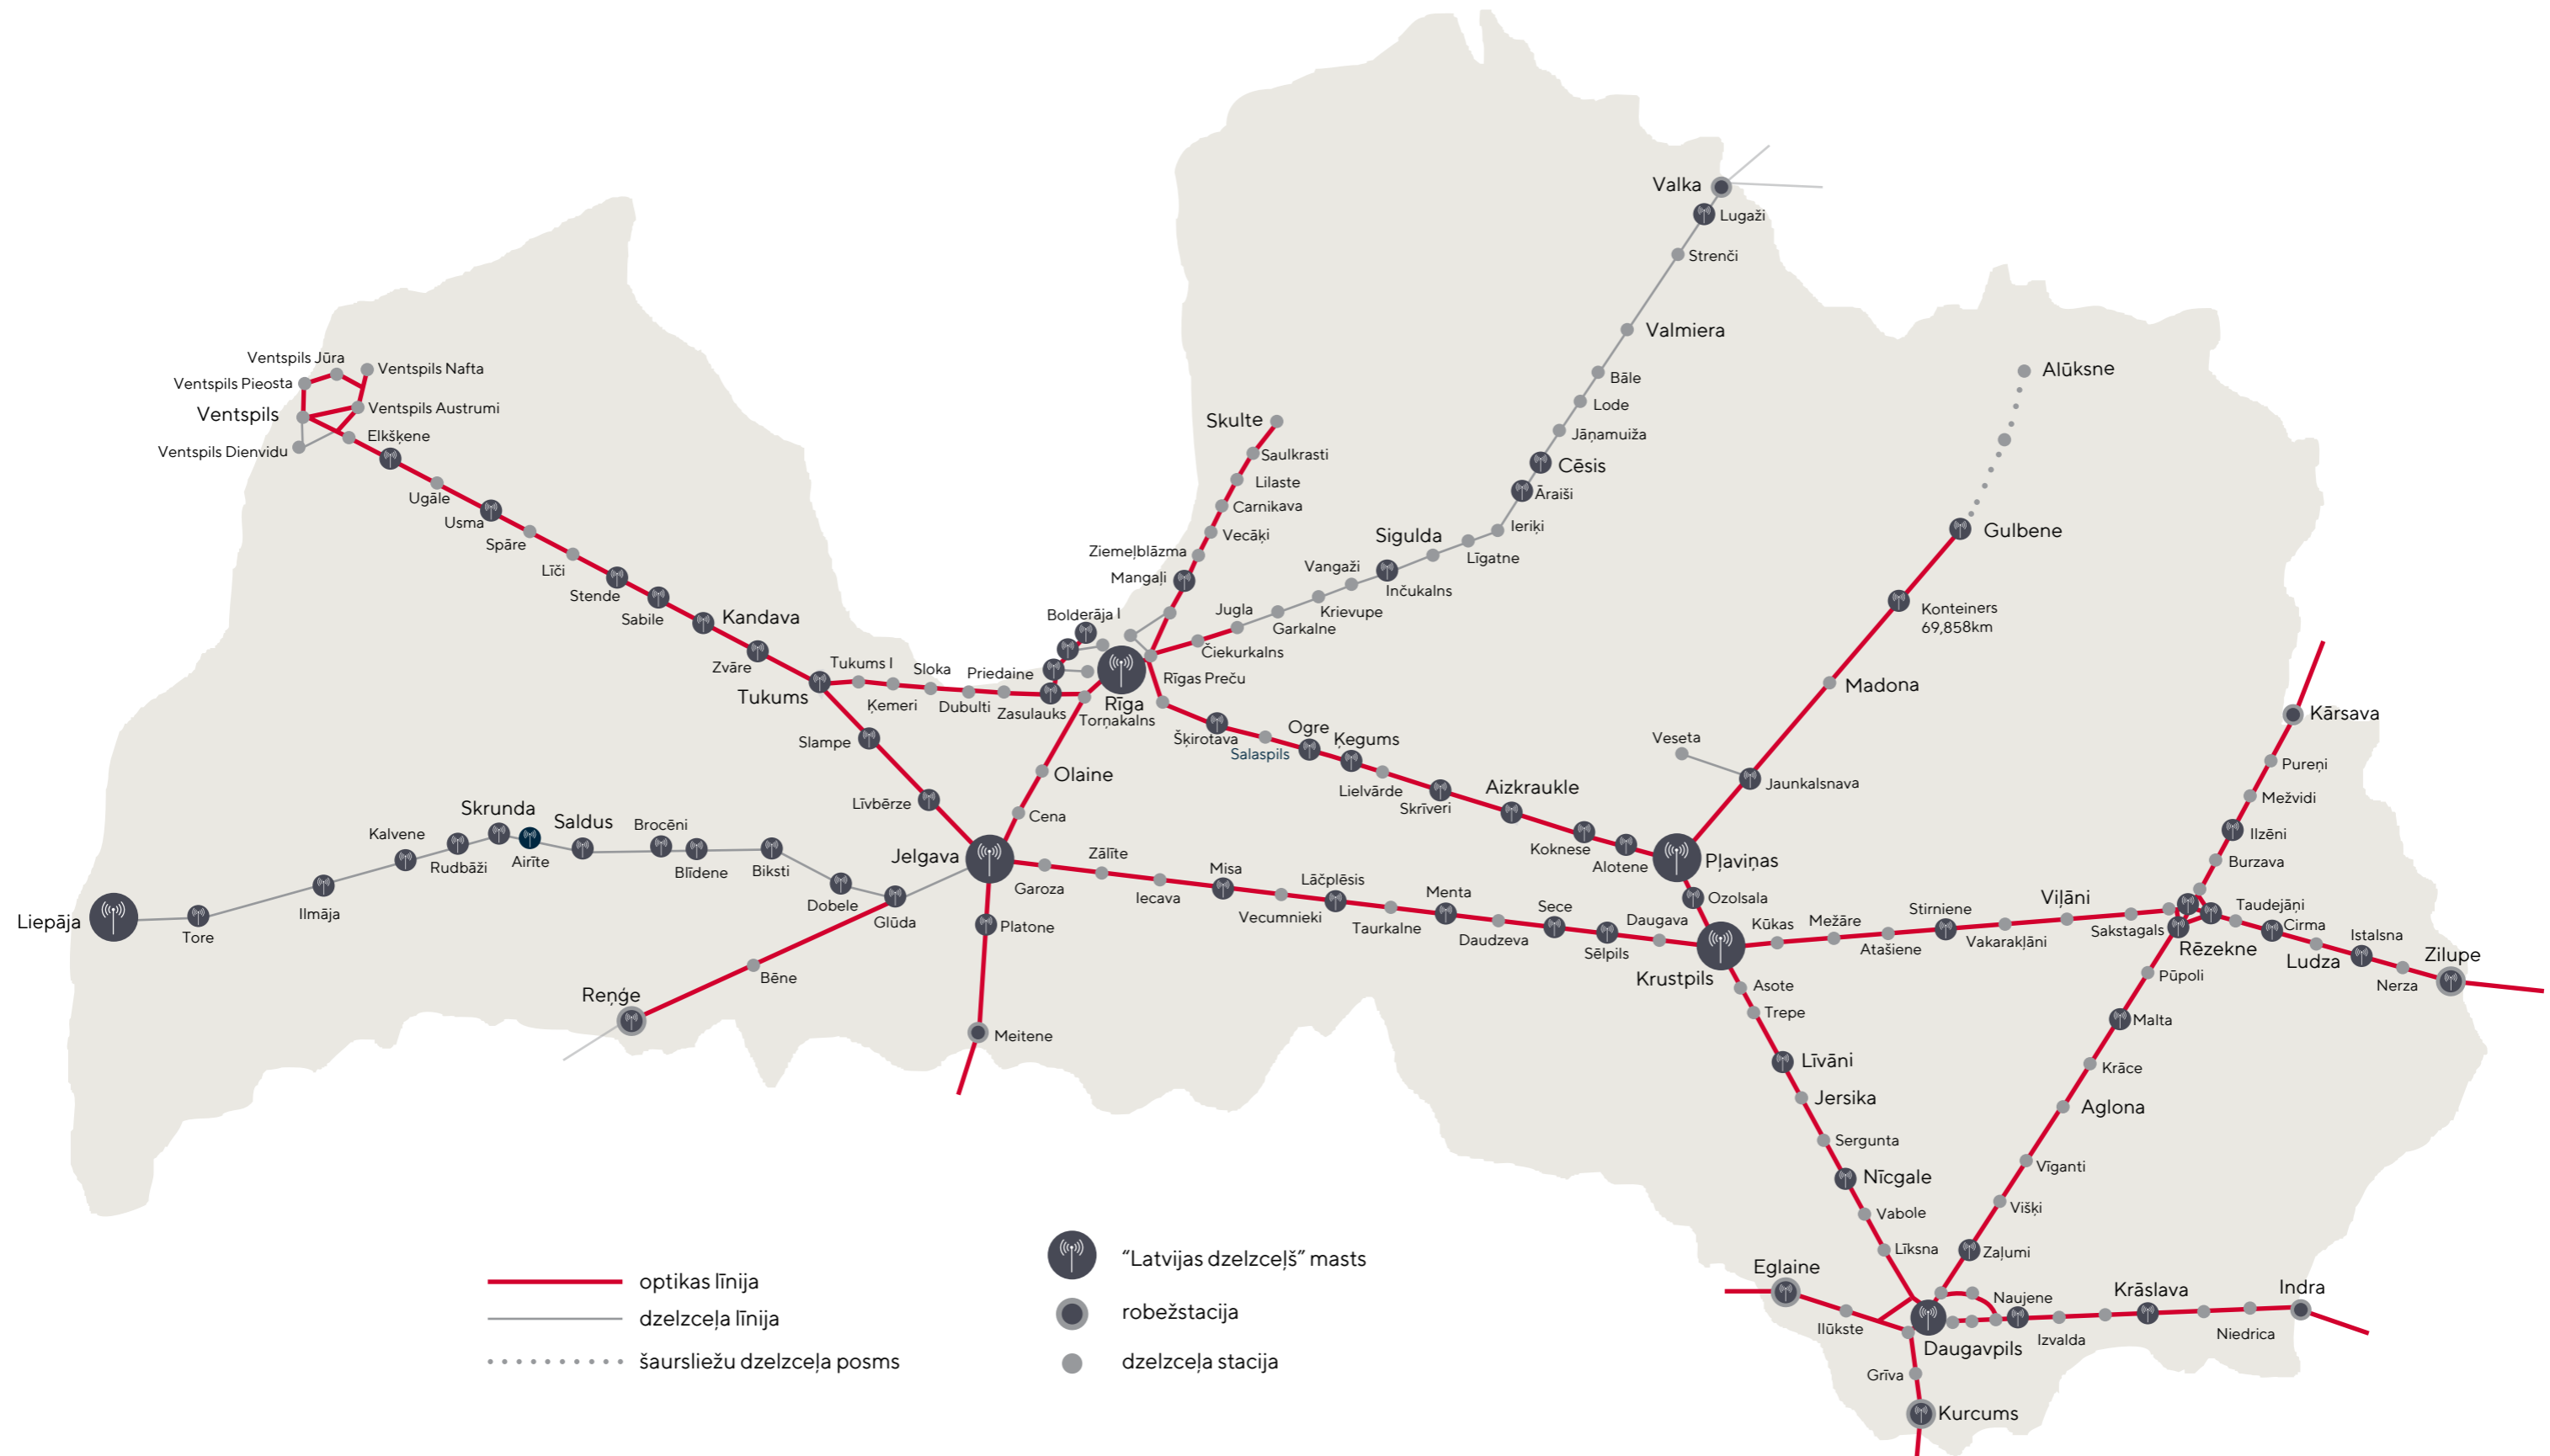 Valka
Lugaži
Strenči
Valmiera
Bāle
Lode
Jāņamuiža
Cēsis
Āraiši
Ieriķi
Līgatne
Sigulda
Inčukalns
Vangaži
Krievupe
Garkalne
Jugla
Čiekurkalns
Alūksne
Gulbene
Konteiners
69,858km
Madona
Veseta
Jaunkalsnava
Ventspils Jūra
Ventspils Nafta
Ventspils Pieosta
Ventspils Austrumi
Ventspils
Elkšķene
Ventspils Dienvidu
Ugāle
Usma
Spāre
Līči
Stende
Sabile
Kandava
Zvāre
Tukums
Tukums I
Ķemeri
Sloka
Dubulti
Priedaine
Zasulauks
Torņakalns
Bolderāja I
Rīga
Rīgas Preču
Skulte
Saulkrasti
Lilaste
Carnikava
Vecāķi
Ziemeļblāzma
Mangaļi
Šķirotava
Salaspils
Ogre
Ķegums
Lielvārde
Skrīveri
Aizkraukle
Koknese
Alotene
Pļaviņas
Ozolsala
Krustpils
Slampe
Līvbērze
Olaine
Cena
Jelgava
Liepāja
Tore
Ilmāja
Kalvene
Rudbāži
Skrunda
Airīte
Saldus
Brocēni
Blīdene
Biksti
Dobele
Glūda
Bēne
Reņģe
Platone
Meitene
Garoza
Zālīte
Iecava
Misa
Vecumnieki
Lāčplēsis
Taurkalne
Menta
Daudzeva
Sece
Sēlpils
Daugava
Kūkas
Mežāre
Atašiene
Stirniene
Vakarakļāni
Viļāni
Sakstagals
Rēzekne
Taudejāņi
Cirma
Ludza
Istalsna
Nerza
Zilupe
Kārsava
Pureņi
Mežvidi
Ilzēni
Burzava
Pūpoli
Malta
Krāce
Aglona
Vīganti
Višķi
Zaļumi
Asote
Trepe
Līvāni
Jersika
Sergunta
Nīcgale
Vabole
Līksna
Eglaine
Ilūkste
Daugavpils
Naujene
Izvalda
Krāslava
Niedrica
Indra
Grīva
Kurcums
optikas līnija
dzelzceļa līnija
šaursliežu dzelzceļa posms
“Latvijas dzelzceļš” masts
robežstacija
dzelzceļa stacija